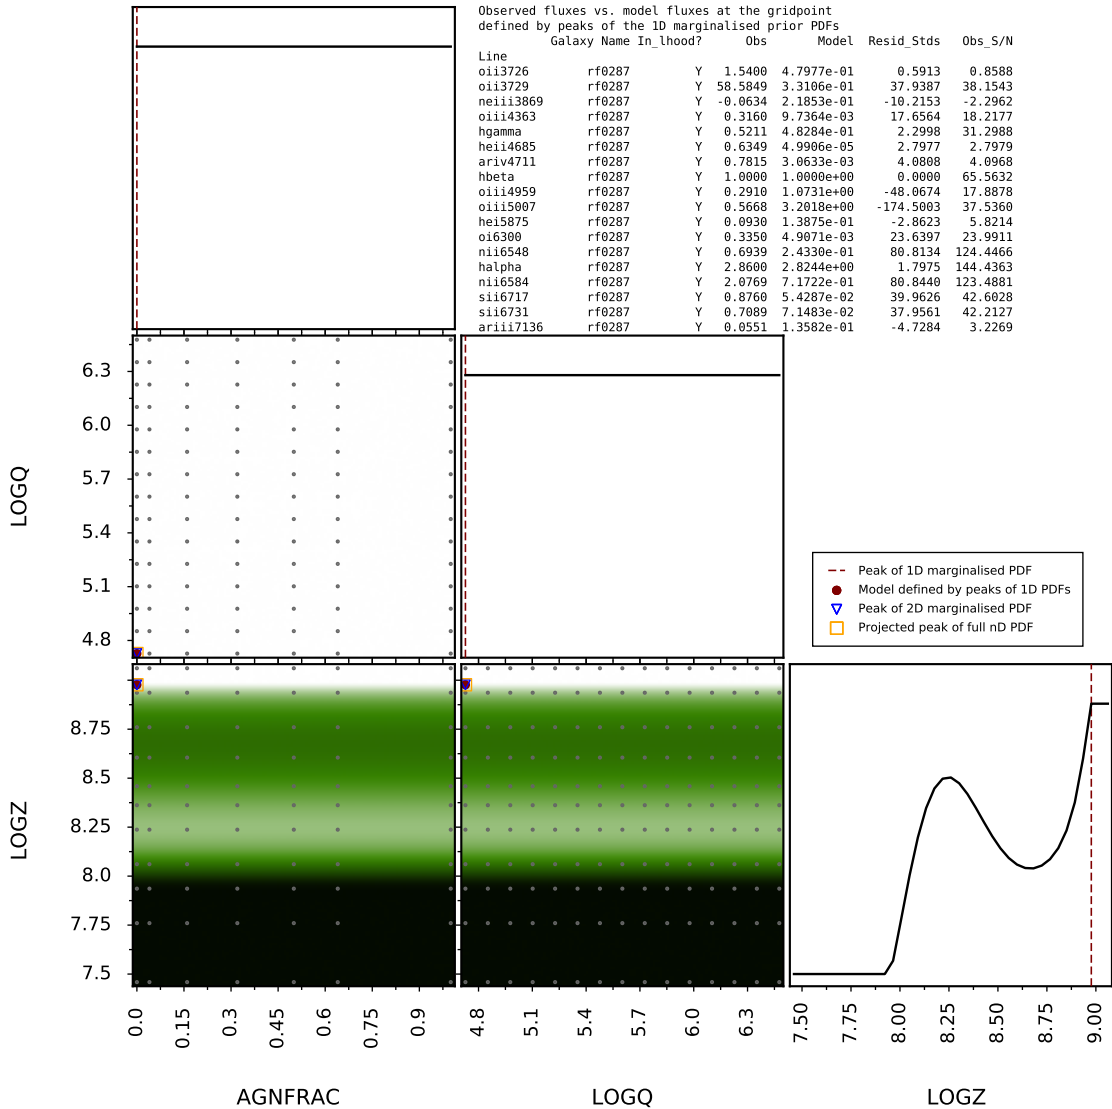 Observed fluxes vs. model fluxes at the gridpoint
defined by peaks of the 1D marginalised prior PDFs
Galaxy Name In_lhood? Obs Model Resid_Stds Obs_S/N
Line
oii3726 rf0287 Y 1.5400 4.7977e-01 0.5913 0.8588
oii3729 rf0287 Y 58.5849 3.3106e-01 37.9387 38.1543
neiii3869 rf0287 Y -0.0634 2.1853e-01 -10.2153 -2.2962
oiii4363 rf0287 Y 0.3160 9.7364e-03 17.6564 18.2177
hgamma rf0287 Y 0.5211 4.8284e-01 2.2998 31.2988
heii4685 rf0287 Y 0.6349 4.9906e-05 2.7977 2.7979
ariv4711 rf0287 Y 0.7815 3.0633e-03 4.0808 4.0968
hbeta rf0287 Y 1.0000 1.0000e+00 0.0000 65.5632
oiii4959 rf0287 Y 0.2910 1.0731e+00 -48.0674 17.8878
oiii5007 rf0287 Y 0.5668 3.2018e+00 -174.5003 37.5360
hei5875 rf0287 Y 0.0930 1.3875e-01 -2.8623 5.8214
oi6300 rf0287 Y 0.3350 4.9071e-03 23.6397 23.9911
nii6548 rf0287 Y 0.6939 2.4330e-01 80.8134 124.4466
halpha rf0287 Y 2.8600 2.8244e+00 1.7975 144.4363
nii6584 rf0287 Y 2.0769 7.1722e-01 80.8440 123.4881
sii6717 rf0287 Y 0.8760 5.4287e-02 39.9626 42.6028
sii6731 rf0287 Y 0.7089 7.1483e-02 37.9561 42.2127
ariii7136 rf0287 Y 0.0551 1.3582e-01 -4.7284 3.2269
6.3
6.0
5.7
5.4
5.1
4.8
LOGQ
Peak of 1D marginalised PDF
Model defined by peaks of 1D PDFs
Peak of 2D marginalised PDF
Projected peak of full nD PDF
8.75
8.5
8.25
8.0
7.75
7.5
LOGZ
0.0 0.15 0.3 0.45 0.6 0.75 0.9
4.8 5.1 5.4 5.7 6.0 6.3
7.50 7.75 8.00 8.25 8.50 8.75 9.00
AGNFRAC LOGQ LOGZ